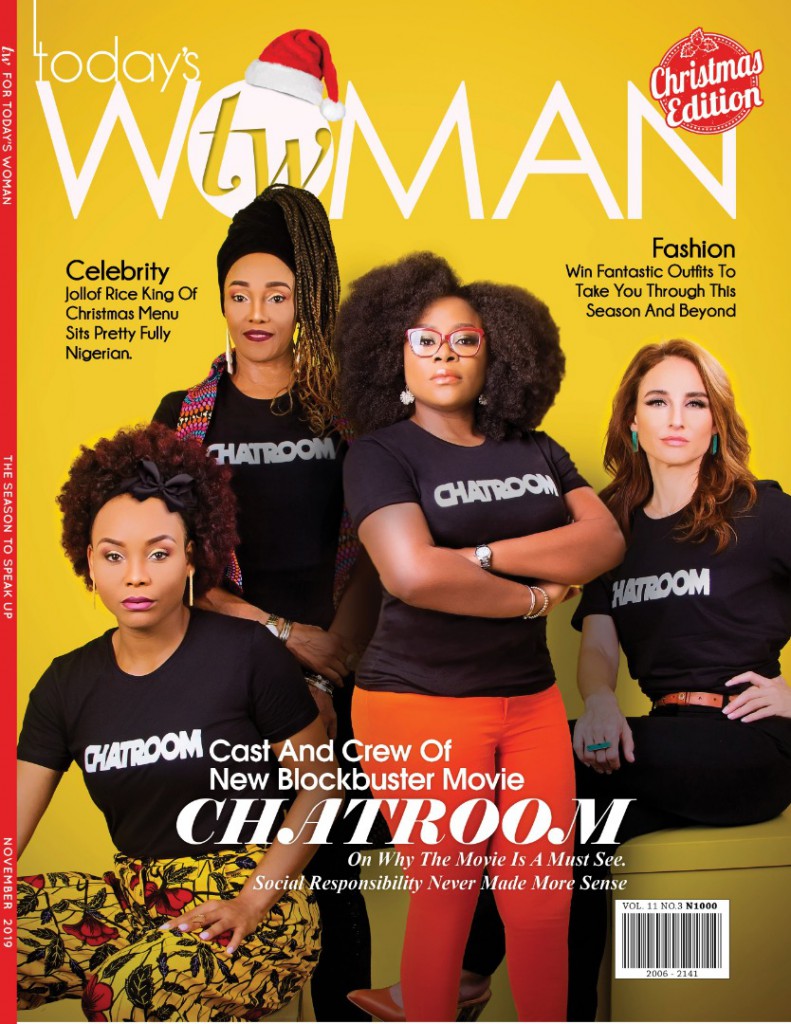 today's
WOMAN
tw
Christmas
Edition
tw FOR TODAY'S WOMAN
THE SEASON TO SPEAK UP
NOVEMBER 2019
Celebrity
Jollof Rice King Of
Christmas Menu
Sits Pretty Fully
Nigerian.
Fashion
Win Fantastic Outfits To
Take You Through This
Season And Beyond
CHATROOM
CHATROOM
CHATROOM
CHATROOM
Cast And Crew Of
New Blockbuster Movie
CHATROOM
On Why The Movie Is A Must See.
Social Responsibility Never Made More Sense
VOL. 11 NO.3 N1000
2006 - 2141